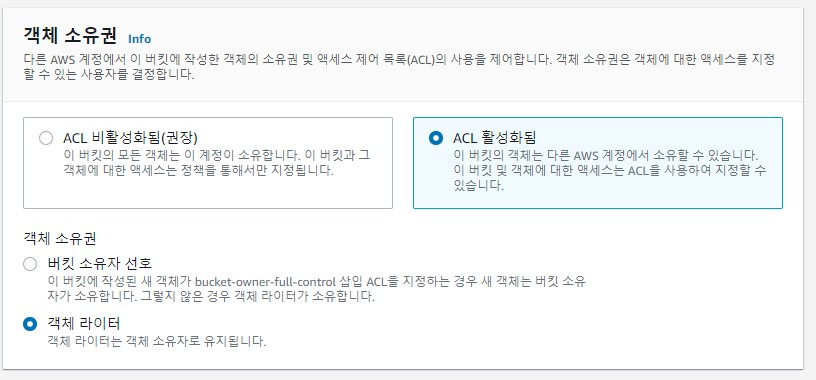 객체 소유권 Info
다른 AWS 계정에서 이 버킷에 작성한 객체의 소유권 및 액세스 제어 목록(ACL)의 사용을 제어합니다. 객체 소유권은 객체에 대한 액세스를 지정
할 수 있는 사용자를 결정합니다.
ACL 비활성화됨(권장)
이 버킷의 모든 객체는 이 계정이 소유합니다. 이 버킷과 그
객체에 대한 액세스는 정책을 통해서만 지정됩니다.
ACL 활성화됨
이 버킷의 객체는 다른 AWS 계정에서 소유할 수 있습니다.
이 버킷 및 객체에 대한 액세스는 ACL을 사용하여 지정할 수
있습니다.
객체 소유권
버킷 소유자 선호
이 버킷에 작성된 새 객체가 bucket-owner-full-control 삽입 ACL을 지정하는 경우 새 객체는 버킷 소유
자가 소유합니다. 그렇지 않은 경우 객체 라이터가 소유합니다.
객체 라이터
객체 라이터는 객체 소유자로 유지됩니다.